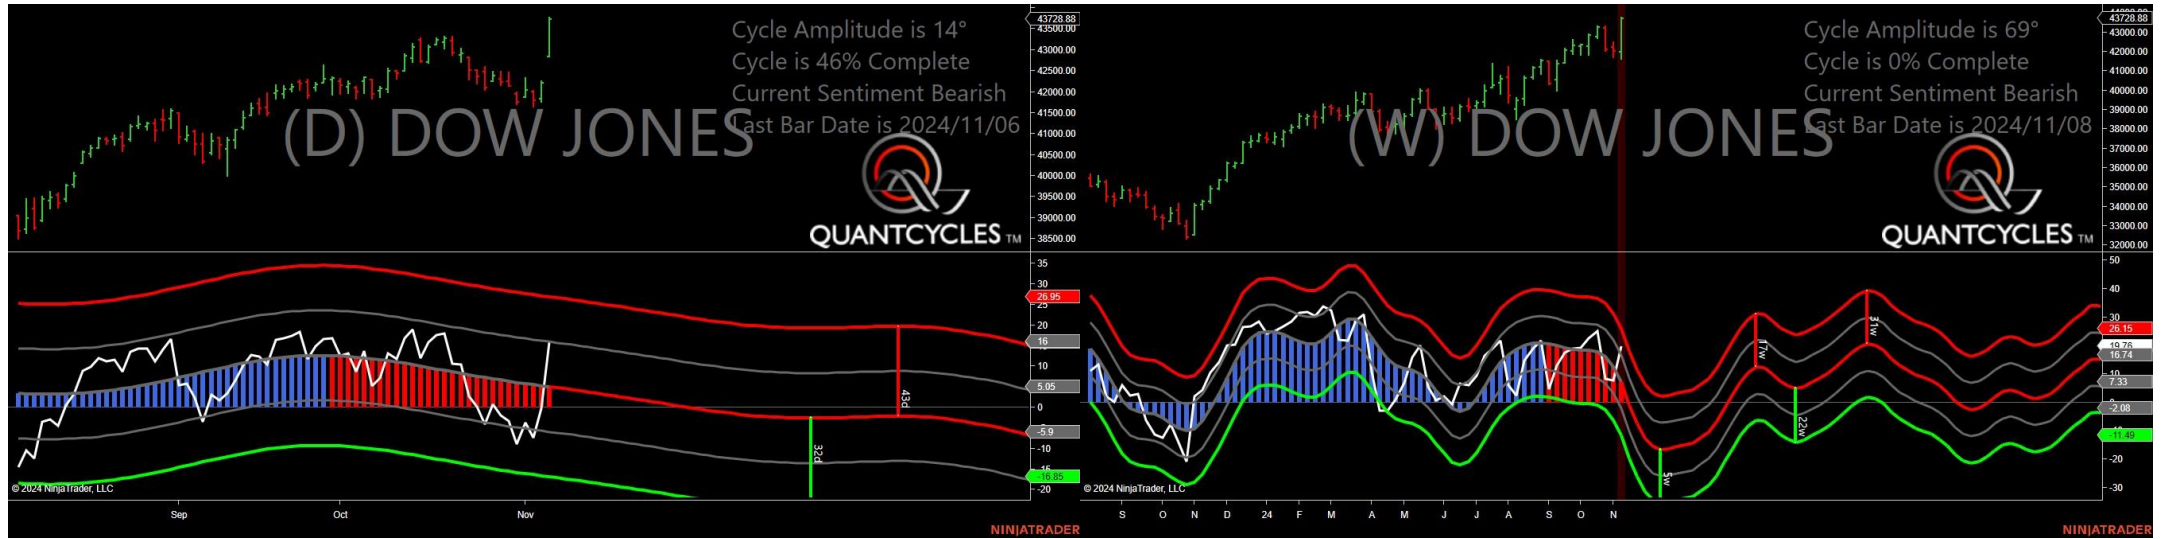 Cycle Amplitude is 14°
Cycle is 46% Complete
Current Sentiment Bearish
Last Bar Date is 2024/11/06
(D) DOW JONES
QUANTCYCLES TM
43728.88
43500.00
43000.00
42500.00
42000.00
41500.00
41000.00
40500.00
40000.00
39500.00
39000.00
38500.00
35
30
26.95
25
20
16
10
5.05
0
-5.9
-10
-15
-16.85
-20
43d
32d
© 2024 NinjaTrader, LLC
Sep
Oct
Nov
NINJATRADER
Cycle Amplitude is 69°
Cycle is 0% Complete
Current Sentiment Bearish
Last Bar Date is 2024/11/08
(W) DOW JONES
QUANTCYCLES TM
43728.88
43000.00
42000.00
41000.00
40000.00
39000.00
38000.00
37000.00
36000.00
35000.00
34000.00
33000.00
32000.00
50
40
30
26.15
19.76
16.74
10
7.33
-2.08
-11.49
-20
-30
17w
31w
22w
5w
© 2024 NinjaTrader, LLC
S O N D 24 F M A M J J A S O N
NINJATRADER